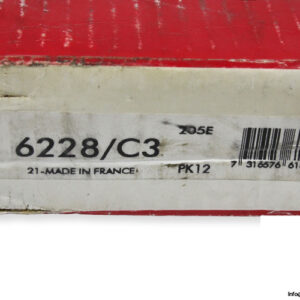 205E
6228/C3
21-MADE IN FRANCE
PK12
7 316576 61